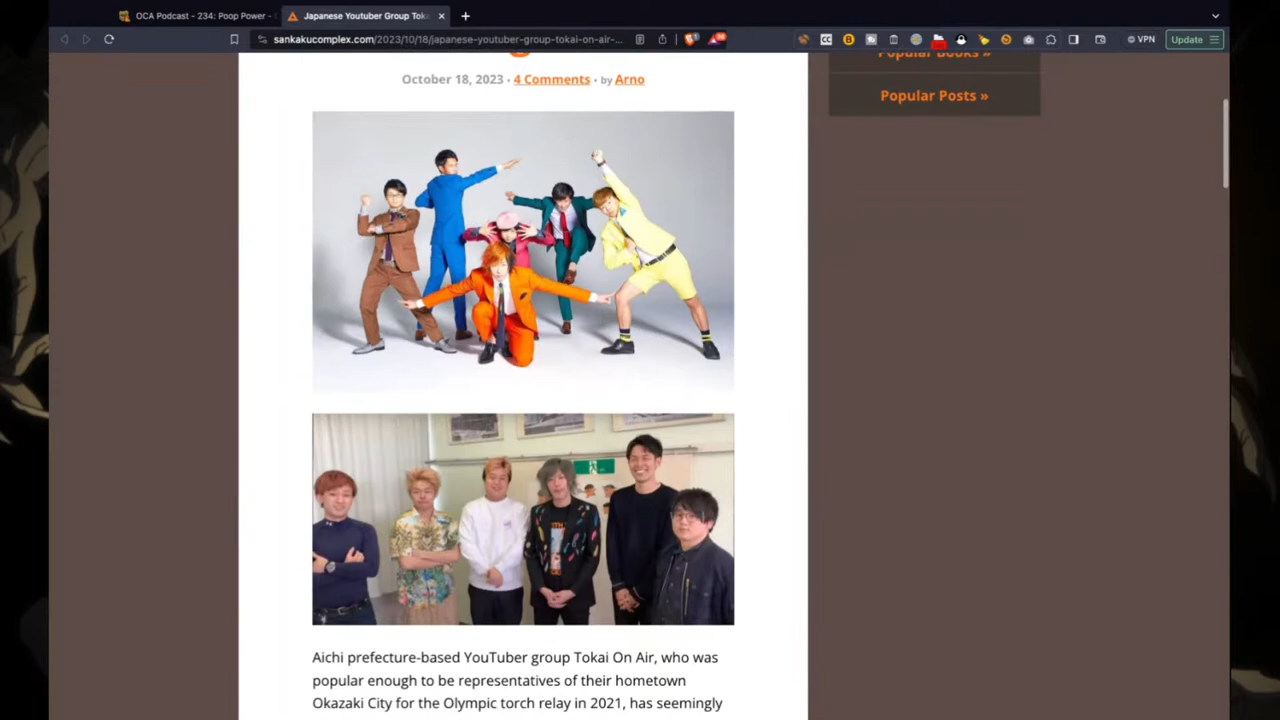 OCA Podcast - 234: Poop Power -
Japanese Youtuber Group Toka
sankakucomplex.com/2023/10/18/japanese-youtuber-group-tokai-on-air-...
VPN
Update
Popular Books »
Popular Posts »
October 18, 2023 • 4 Comments • by Arno
Aichi prefecture-based YouTuber group Tokai On Air, who was
popular enough to be representatives of their hometown
Okazaki City for the Olympic torch relay in 2021, has seemingly